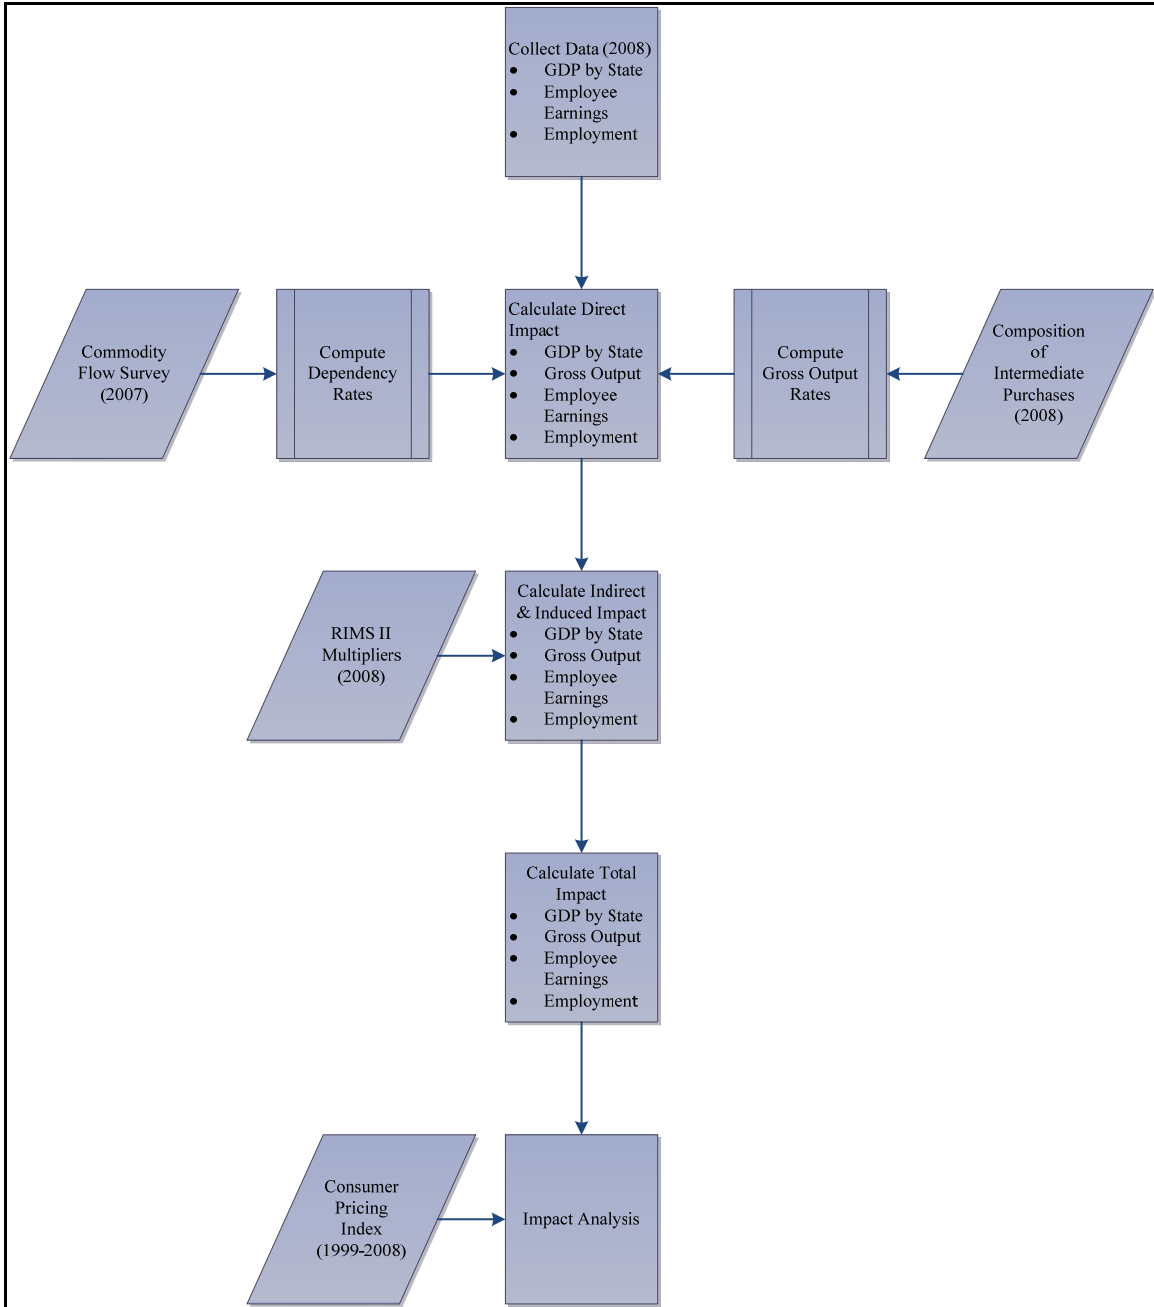 Collect Data (2008)
• GDP by State
• Employee
Earnings
• Employment
Commodity
Flow Survey
(2007)
Compute
Dependency
Rates
Calculate Direct
Impact
• GDP by State
• Gross Output
• Employee
Earnings
• Employment
Compute
Gross Output
Rates
Composition
of
Intermediate
Purchases
(2008)
RIMS II
Multipliers
(2008)
Calculate Indirect
& Induced Impact
• GDP by State
• Gross Output
• Employee
Earnings
• Employment
Calculate Total
Impact
• GDP by State
• Gross Output
• Employee
Earnings
• Employment
Consumer
Pricing
Index
(1999-2008)
Impact Analysis